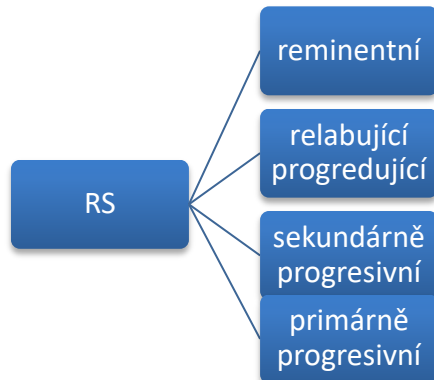 reminentní
relabující
progredující
RS
sekundárně
progresivní
primárně
progresivní